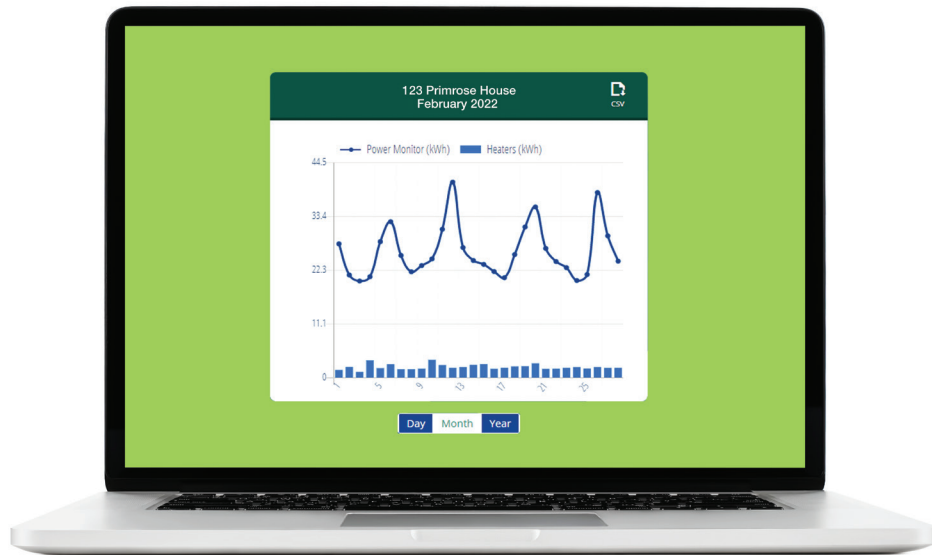 123 Primrose House
February 2022
CSV
Power Monitor (kWh) Heaters (kWh)
44.5
33.4
22.3
11.1
0
1 5 9 13 17 21 25
Day Month Year